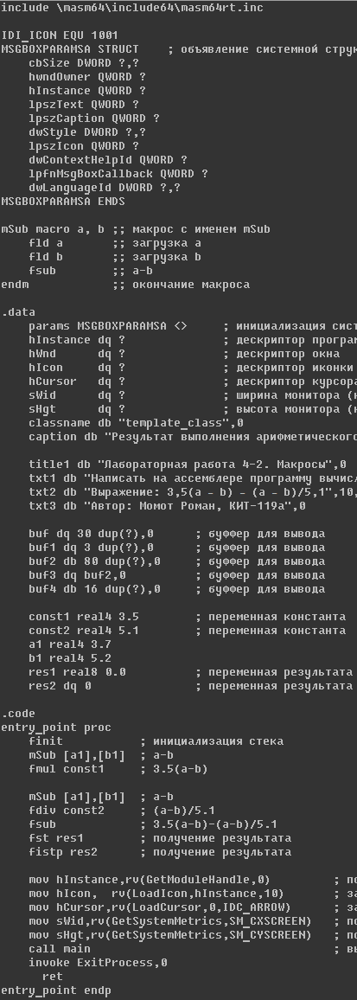 include \masm64\include64\masm64rt.inc
IDI_ICON EQU 1001
MSGBOXPARAMSA STRUCT    ; объявление системной струк
cbSize DWORD ?,?
hwndOwner QWORD ?
hInstance QWORD ?
lpszText QWORD ?
lpszCaption QWORD ?
dwStyle DWORD ?,?
lpszIcon QWORD ?
dwContextHelpId QWORD ?
lpfnMsgBoxCallback QWORD ?
dwLanguageId DWORD ?,?
MSGBOXPARAMSA ENDS
mSub macro a, b ;; макрос с именем mSub
fld a       ;; загрузка a
fld b       ;; загрузка b
fsub        ;; a-b
endm            ;; окончание макроса
.data
params MSGBOXPARAMSA <>     ; инициализация сист
hInstance dq ?              ; дескриптор програм
hWnd      dq ?              ; дескриптор окна
hIcon     dq ?              ; дескриптор иконки
hCursor   dq ?              ; дескриптор курсора
sWid      dq ?              ; ширина монитора (к
sHgt      dq ?              ; высота монитора (к
classname db "template_class",0
caption db "Результат выполнения арифметического
title1 db "Лабораторная работа 4-2. Макросы",0
txt1 db "Написать на ассемблере программу вычисл
txt2 db "Выражение: 3,5(a - b) - (a - b)/5,1",10,
txt3 db "Автор: Момот Роман, КИТ-119а",0
buf dq 30 dup(?),0      ; буффер для вывода
buf1 dq 3 dup(?),0      ; буффер для вывода
buf2 db 80 dup(?),0     ; буффер для вывода
buf3 dq buf2,0          ; буффер для вывода
buf4 db 16 dup(?),0     ; буффер для вывода
const1 real4 3.5        ; переменная константа
const2 real4 5.1        ; переменная константа
a1 real4 3.7
b1 real4 5.2
res1 real8 0.0          ; переменная результата
res2 dq 0               ; переменная результата
.code
entry_point proc
finit           ; инициализация стека
mSub [a1],[b1]  ; a-b
fmul const1     ; 3.5(a-b)
mSub [a1],[b1]  ; a-b
fdiv const2     ; (a-b)/5.1
fsub            ; 3.5(a-b)-(a-b)/5.1
fst res1        ; получение результата
fistp res2      ; получение результата
mov hInstance,rv(GetModuleHandle,0)         ; по
mov hIcon,  rv(LoadIcon,hInstance,10)       ; за
mov hCursor,rv(LoadCursor,0,IDC_ARROW)      ; за
mov sWid,rv(GetSystemMetrics,SM_CXSCREEN)   ; по
mov sHgt,rv(GetSystemMetrics,SM_CYSCREEN)   ; по
call main                                   ; вы
invoke ExitProcess,0
ret
entry_point endp